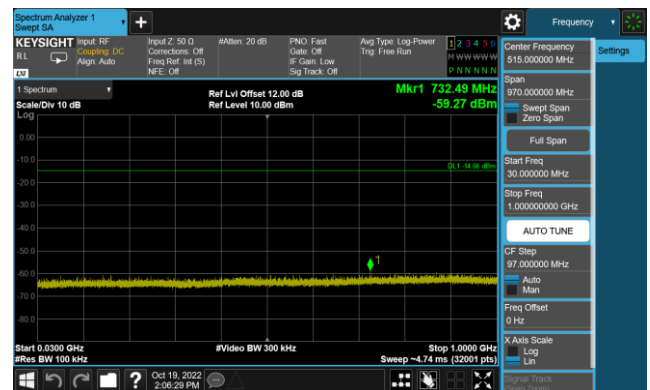 Spectrum Analyzer 1
Swept SA
Frequency
KEYSIGHT
RL
LXI
Input: RF
Coupling: DC
Align: Auto
Input Z: 50 Ω
Corrections: Off
Freq Ref: Int (S)
NFE: Off
#Atten: 20 dB
PNO: Fast
Gate: Off
IF Gain: Low
Sig Track: Off
Avg Type: Log-Power
Trig: Free Run
1 2 3 4 5 6
M W W W W W
P N N N N N
1 Spectrum
Scale/Div 10 dB
Log
Ref Lvl Offset 12.00 dB
Ref Level 10.00 dBm
Mkr1 732.49 MHz
-59.27 dBm
0.00
-10.0
DL1 -14.66 dBm
-20.0
-30.0
-40.0
-50.0
1
-60.0
-70.0
-80.0
Start 0.0300 GHz
#Res BW 100 kHz
#Video BW 300 kHz
Stop 1.0000 GHz
Sweep ~4.74 ms (32001 pts)
Oct 19, 2022
2:06:29 PM
Center Frequency
515.000000 MHz
Settings
Span
970.000000 MHz
Swept Span
Zero Span
Full Span
Start Freq
30.000000 MHz
Stop Freq
1.000000000 GHz
AUTO TUNE
CF Step
97.000000 MHz
Auto
Man
Freq Offset
0 Hz
X Axis Scale
Log
Lin
Signal Track